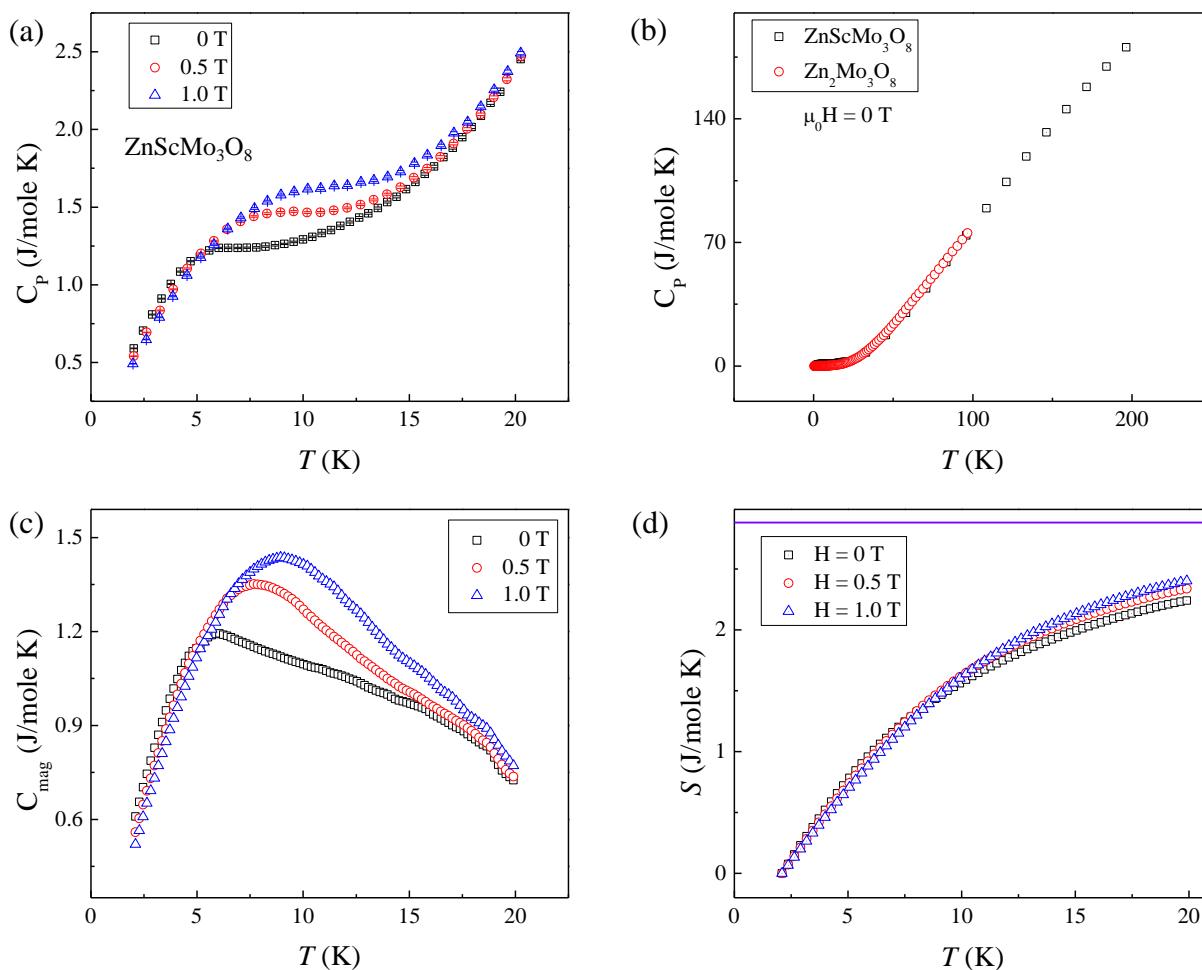 (a)
0 T
0.5 T
1.0 T
ZnScMo₃O₈
2.5
2.0
1.5
1.0
0.5
C_P (J/mole K)
0 5 10 15 20
T (K)
(b)
ZnScMo₃O₈
Zn₂Mo₃O₈
μ₀H = 0 T
140
70
0
C_P (J/mole K)
0 100 200
T (K)
(c)
0 T
0.5 T
1.0 T
1.5
1.2
0.9
0.6
C_mag (J/mole K)
0 5 10 15 20
T (K)
(d)
H = 0 T
H = 0.5 T
H = 1.0 T
2
1
0
S (J/mole K)
0 5 10 15 20
T (K)